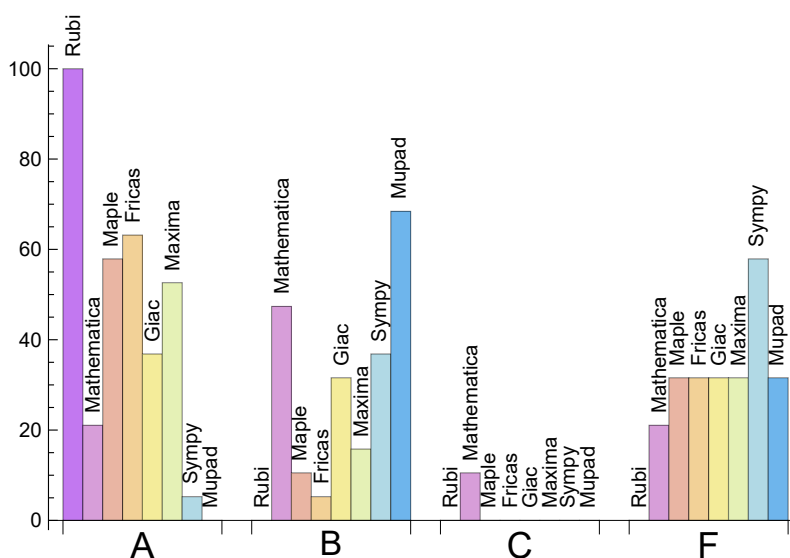 100
80
60
40
20
0
Rubi
Mathematica
Maple
Fricas
Giac
Maxima
Sympy
Mupad
A
Rubi
Mathematica
Maple
Fricas
Giac
Maxima
Sympy
Mupad
B
Rubi
Mathematica
Maple
Fricas
Giac
Maxima
Sympy
Mupad
C
Rubi
Mathematica
Maple
Fricas
Giac
Maxima
Sympy
Mupad
F